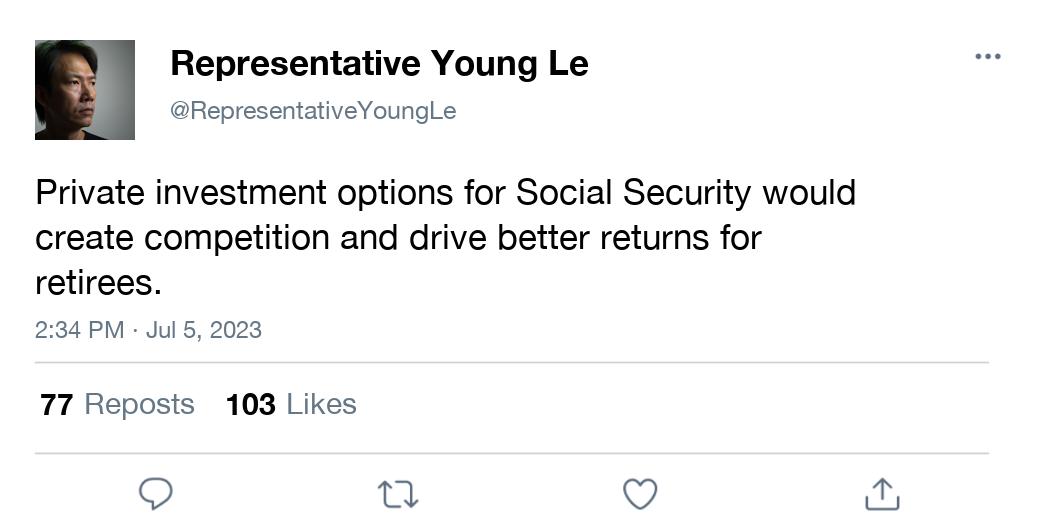 Representative Young Le
@RepresentativeYoungLe
Private investment options for Social Security would
create competition and drive better returns for
retirees.
2:34 PM · Jul 5, 2023
77 Reposts 103 Likes